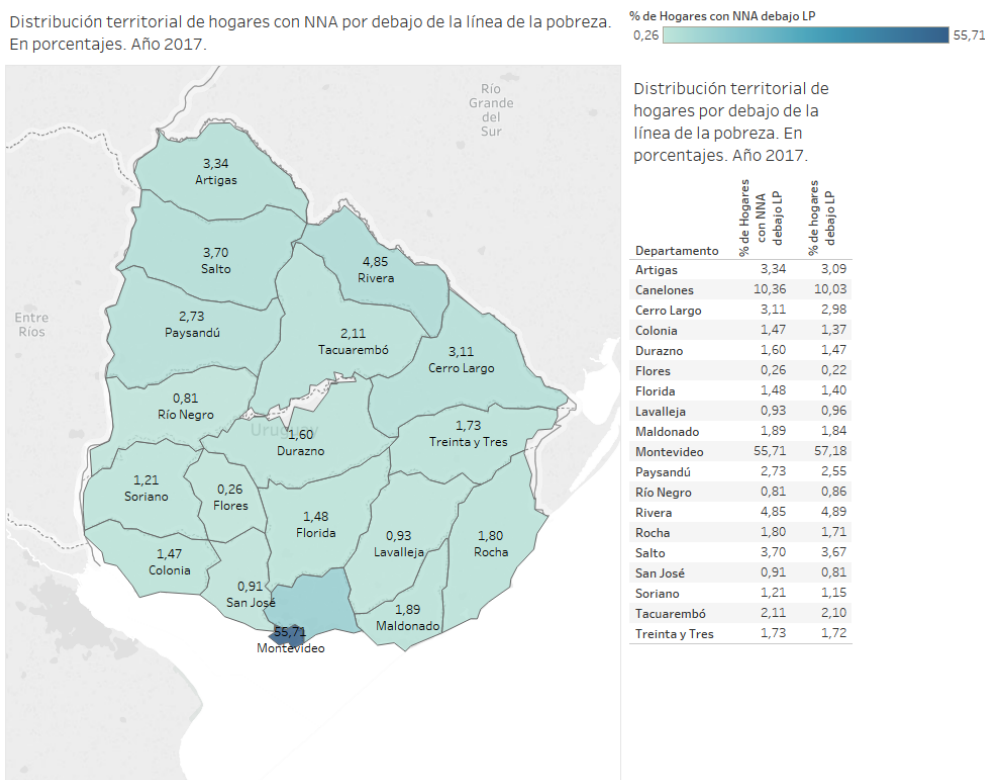 Distribución territorial de hogares con NNA por debajo de la línea de la pobreza.
En porcentajes. Año 2017.
% de Hogares con NNA debajo LP
0,26 55,71
Río
Grande
del
Sur
3,34
Artigas
3,70
Salto
4,85
Rivera
Entre
Ríos
2,73
Paysandú
2,11
Tacuarembó
3,11
Cerro Largo
0,81
Río Negro
Uruguay
1,60
Durazno
1,73
Treinta y Tres
1,21
Soriano
0,26
Flores
1,48
Florida
0,93
Lavalleja
1,80
Rocha
1,47
Colonia
0,91
San José
1,89
Maldonado
55,71
Montevideo
Distribución territorial de
hogares por debajo de la
línea de la pobreza. En
porcentajes. Año 2017.
Departamento
% de Hogares
con NNA
debajo LP
% de hogares
debajo LP
Artigas 3,34 3,09
Canelones 10,36 10,03
Cerro Largo 3,11 2,98
Colonia 1,47 1,37
Durazno 1,60 1,47
Flores 0,26 0,22
Florida 1,48 1,40
Lavalleja 0,93 0,96
Maldonado 1,89 1,84
Montevideo 55,71 57,18
Paysandú 2,73 2,55
Río Negro 0,81 0,86
Rivera 4,85 4,89
Rocha 1,80 1,71
Salto 3,70 3,67
San José 0,91 0,81
Soriano 1,21 1,15
Tacuarembó 2,11 2,10
Treinta y Tres 1,73 1,72